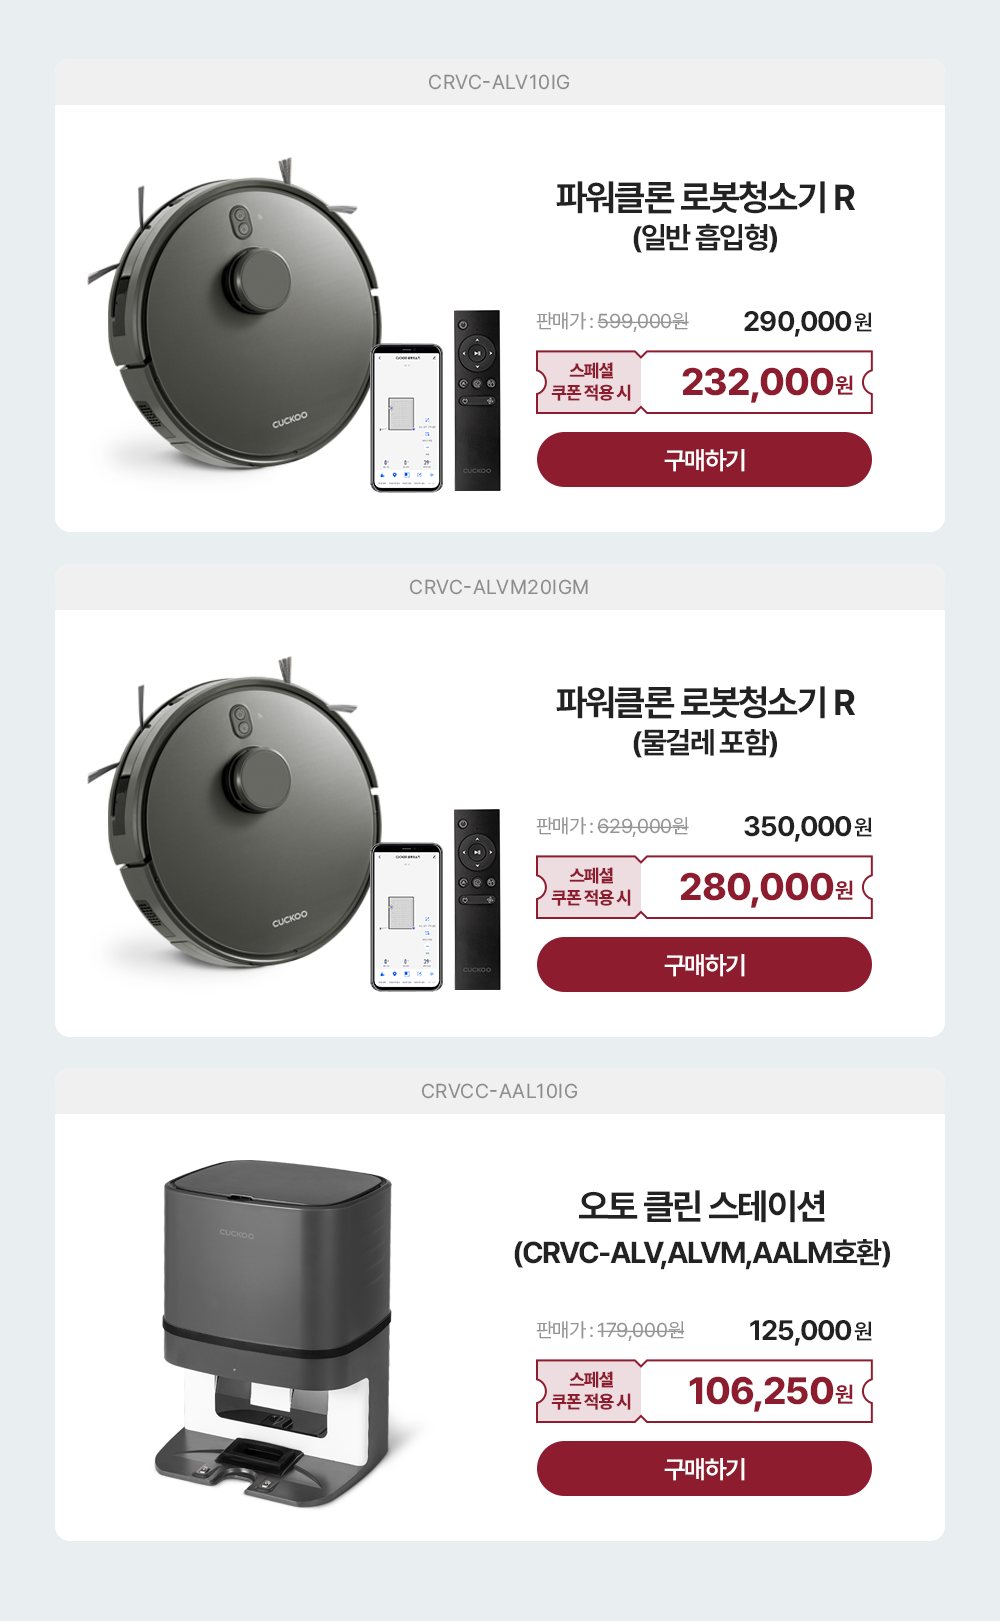 CRVC-ALV10IG
파워클론 로봇청소기 R
(일반 흡입형)
판매가 : 599,000원 290,000원
스페셜
쿠폰 적용 시
232,000원
구매하기
CUCKOO
CUCKOO
CRVC-ALVM20IGM
파워클론 로봇청소기 R
(물걸레 포함)
판매가 : 629,000원 350,000원
스페셜
쿠폰 적용 시
280,000원
구매하기
CUCKOO
CUCKOO
CRVCC-AAL10IG
오토 클린 스테이션
(CRVC-ALV,ALVM,AALM호환)
판매가 : 179,000원 125,000원
스페셜
쿠폰 적용 시
106,250원
구매하기
CUCKOO